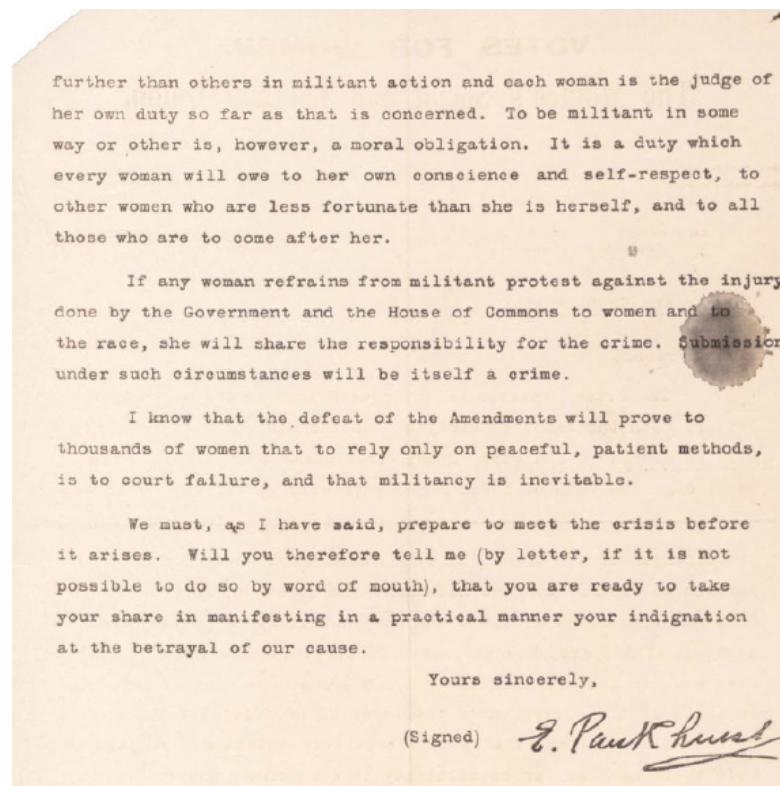 further than others in militant action and each woman is the judge of
her own duty so far as that is concerned. To be militant in some
way or other is, however, a moral obligation. It is a duty which
every woman will owe to her own conscience and self-respect, to
other women who are less fortunate than she is herself, and to all
those who are to come after her.
If any woman refrains from militant protest against the injury
done by the Government and the House of Commons to women and to
the race, she will share the responsibility for the crime. Submission
under such circumstances will be itself a crime.
I know that the defeat of the Amendments will prove to
thousands of women that to rely only on peaceful, patient methods,
is to court failure, and that militancy is inevitable.
We must, as I have said, prepare to meet the crisis before
it arises. Will you therefore tell me (by letter, if it is not
possible to do so by word of mouth), that you are ready to take
your share in manifesting in a practical manner your indignation
at the betrayal of our cause.
Yours sincerely,
(Signed) E. Pankhurst